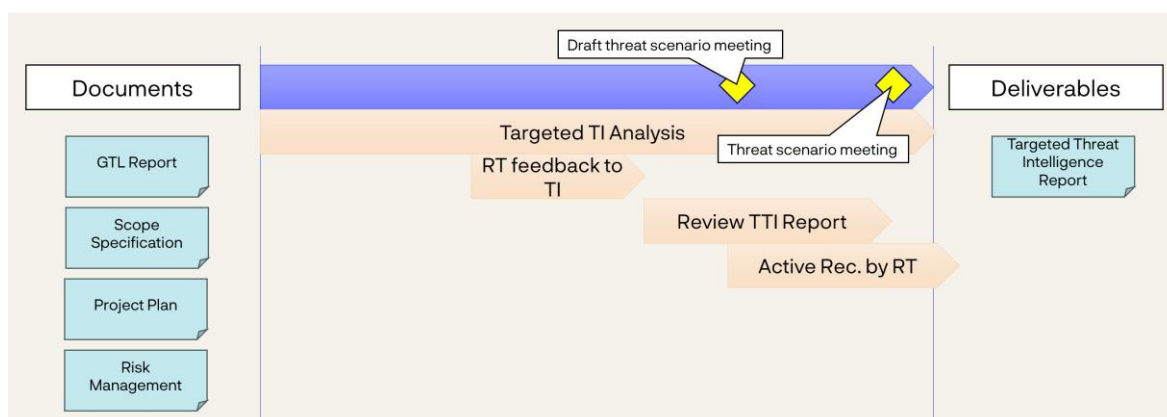 Draft threat scenario meeting
Documents
Deliverables
Targeted TI Analysis
Threat scenario meeting
GTL Report
RT feedback to
TI
Targeted Threat
Intelligence
Report
Scope
Specification
Review TTI Report
Active Rec. by RT
Project Plan
Risk
Management